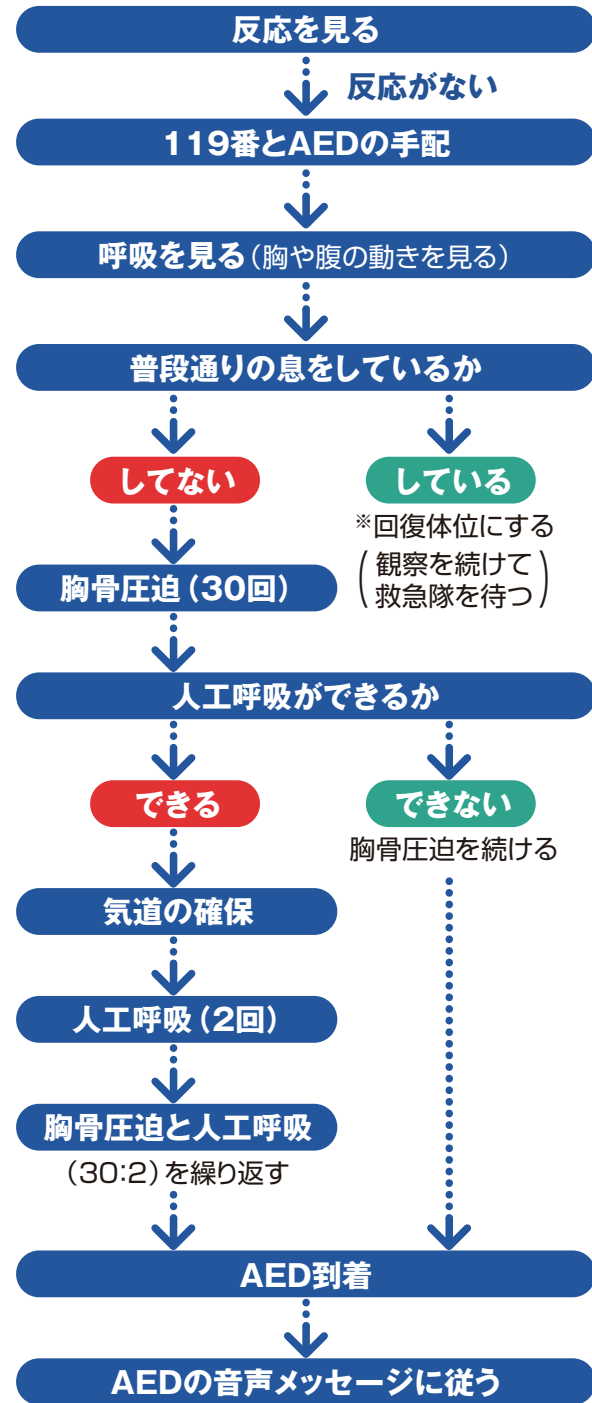 反応を見る
反応がない
119番とAEDの手配
呼吸を見る（胸や腹の動きを見る）
普段通りの息をしているか
してない
している
※回復体位にする
（観察を続けて
救急隊を待つ）
胸骨圧迫（30回）
人工呼吸ができるか
できる
できない
胸骨圧迫を続ける
気道の確保
人工呼吸（2回）
胸骨圧迫と人工呼吸
（30:2）を繰り返す
AED到着
AEDの音声メッセージに従う